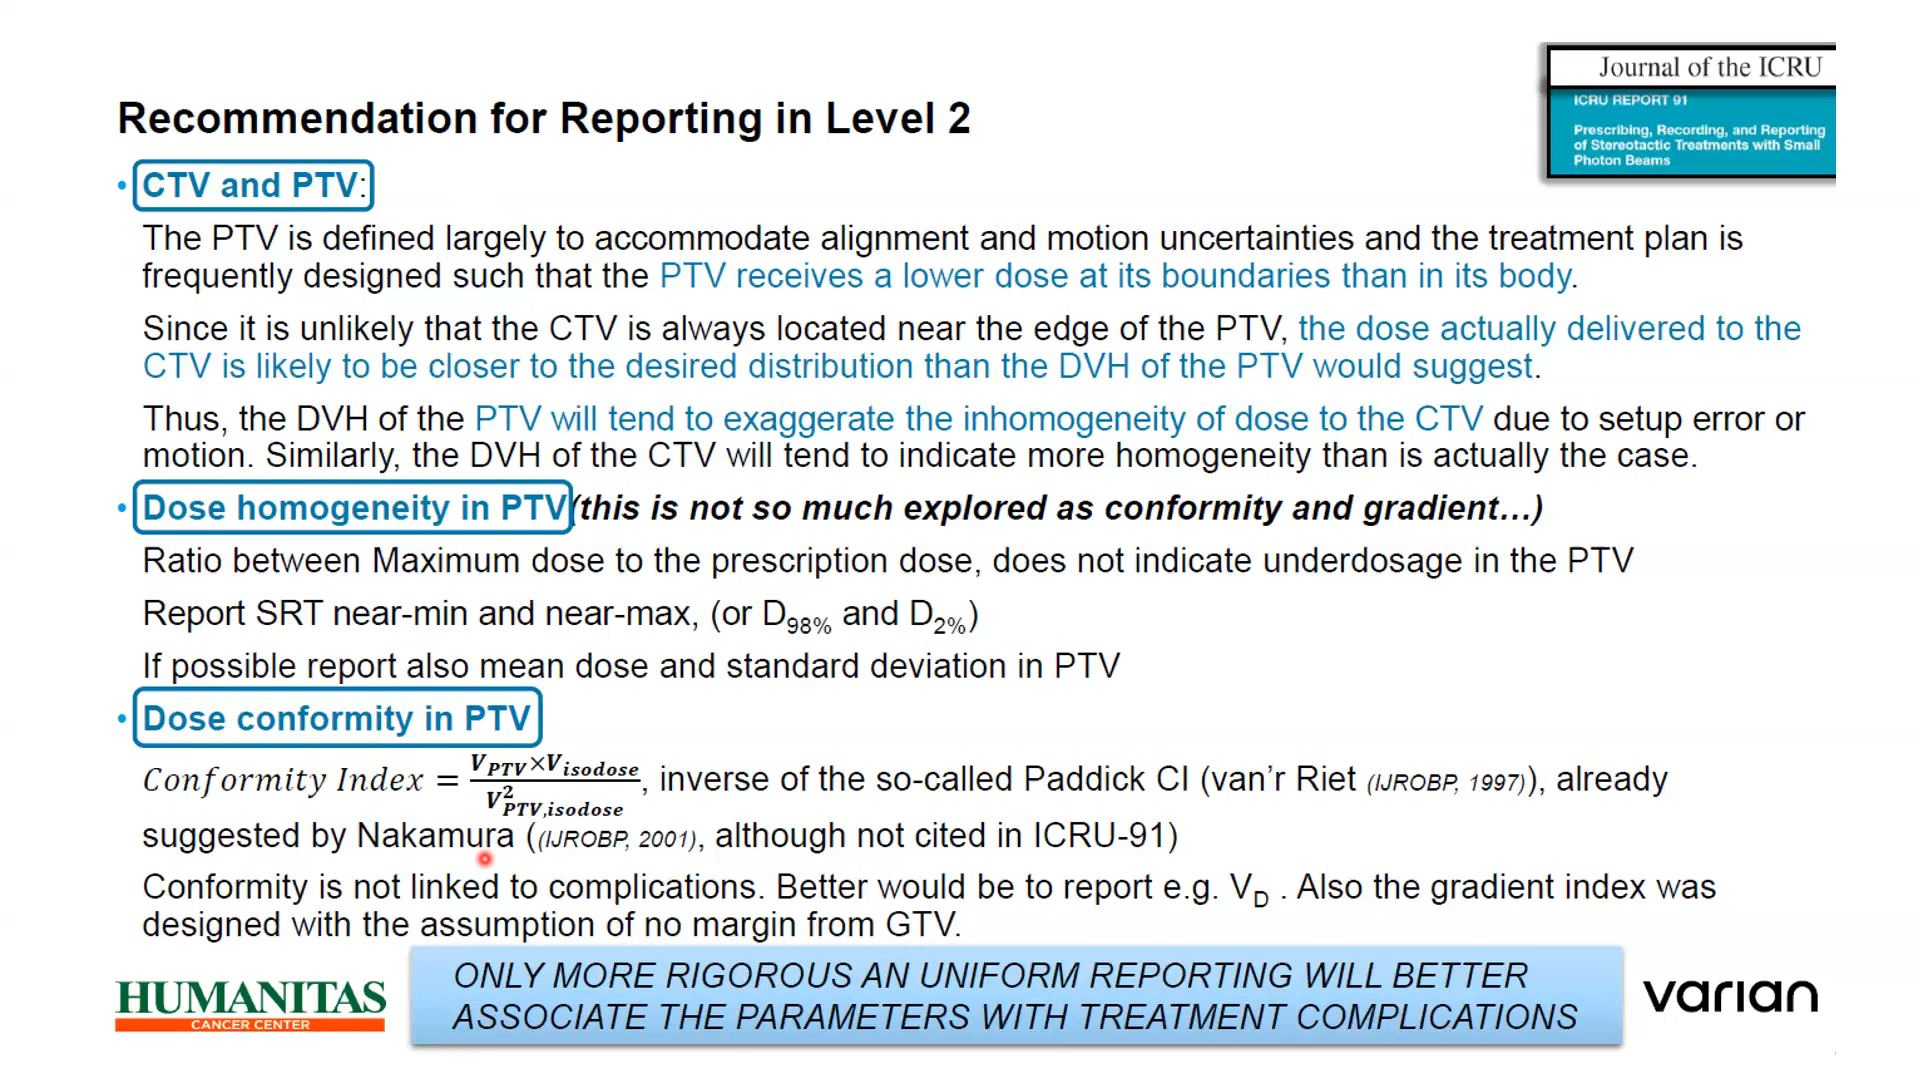 Journal of the ICRU
ICRU REPORT 91
Prescribing, Recording, and Reporting
of Stereotactic Treatments with Small
Photon Beams
Recommendation for Reporting in Level 2
• CTV and PTV:
The PTV is defined largely to accommodate alignment and motion uncertainties and the treatment plan is
frequently designed such that the PTV receives a lower dose at its boundaries than in its body.
Since it is unlikely that the CTV is always located near the edge of the PTV, the dose actually delivered to the
CTV is likely to be closer to the desired distribution than the DVH of the PTV would suggest.
Thus, the DVH of the PTV will tend to exaggerate the inhomogeneity of dose to the CTV due to setup error or
motion. Similarly, the DVH of the CTV will tend to indicate more homogeneity than is actually the case.
• Dose homogeneity in PTV (this is not so much explored as conformity and gradient…)
Ratio between Maximum dose to the prescription dose, does not indicate underdosage in the PTV
Report SRT near-min and near-max, (or D98% and D2%)
If possible report also mean dose and standard deviation in PTV
• Dose conformity in PTV
Conformity Index = V_PTV×V_isodose / V²_PTV,isodose, inverse of the so-called Paddick CI (van’r Riet (IJROBP, 1997)), already
suggested by Nakamura ((IJROBP, 2001), although not cited in ICRU-91)
Conformity is not linked to complications. Better would be to report e.g. V_D . Also the gradient index was
designed with the assumption of no margin from GTV.
ONLY MORE RIGOROUS AN UNIFORM REPORTING WILL BETTER
ASSOCIATE THE PARAMETERS WITH TREATMENT COMPLICATIONS
HUMANITAS
CANCER CENTER
varian